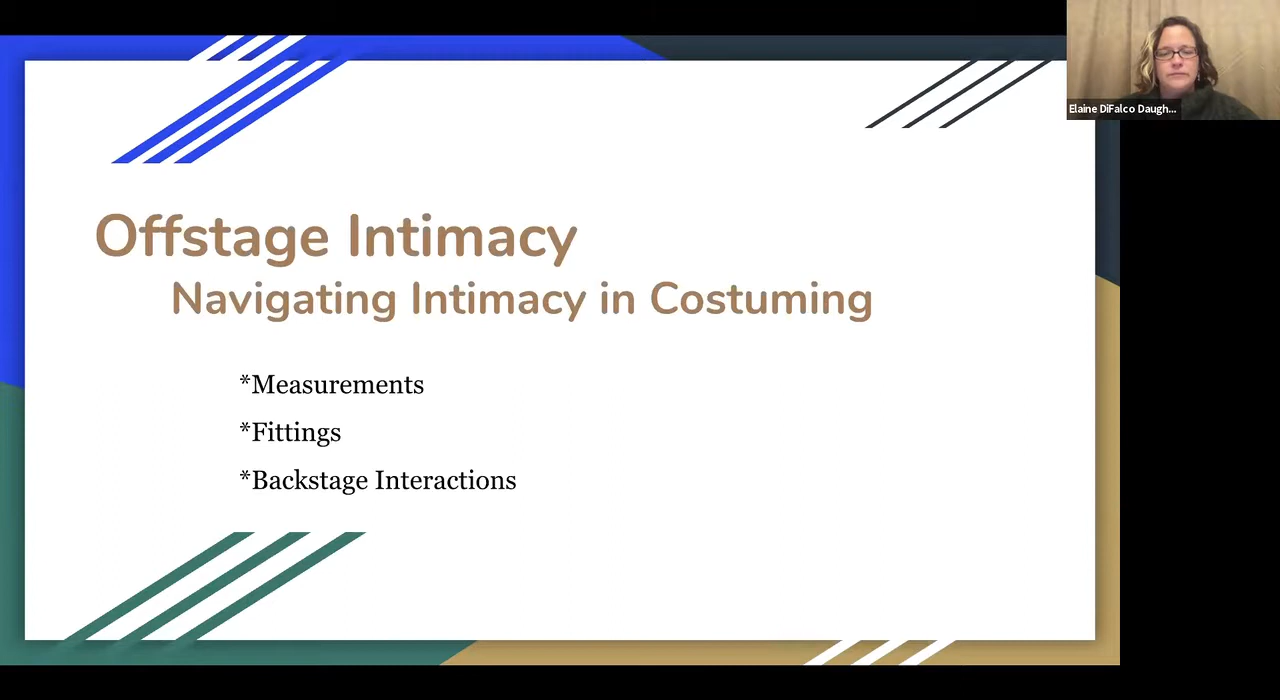 Elaine DiFalco Daugh...
Offstage Intimacy
Navigating Intimacy in Costuming
*Measurements
*Fittings
*Backstage Interactions